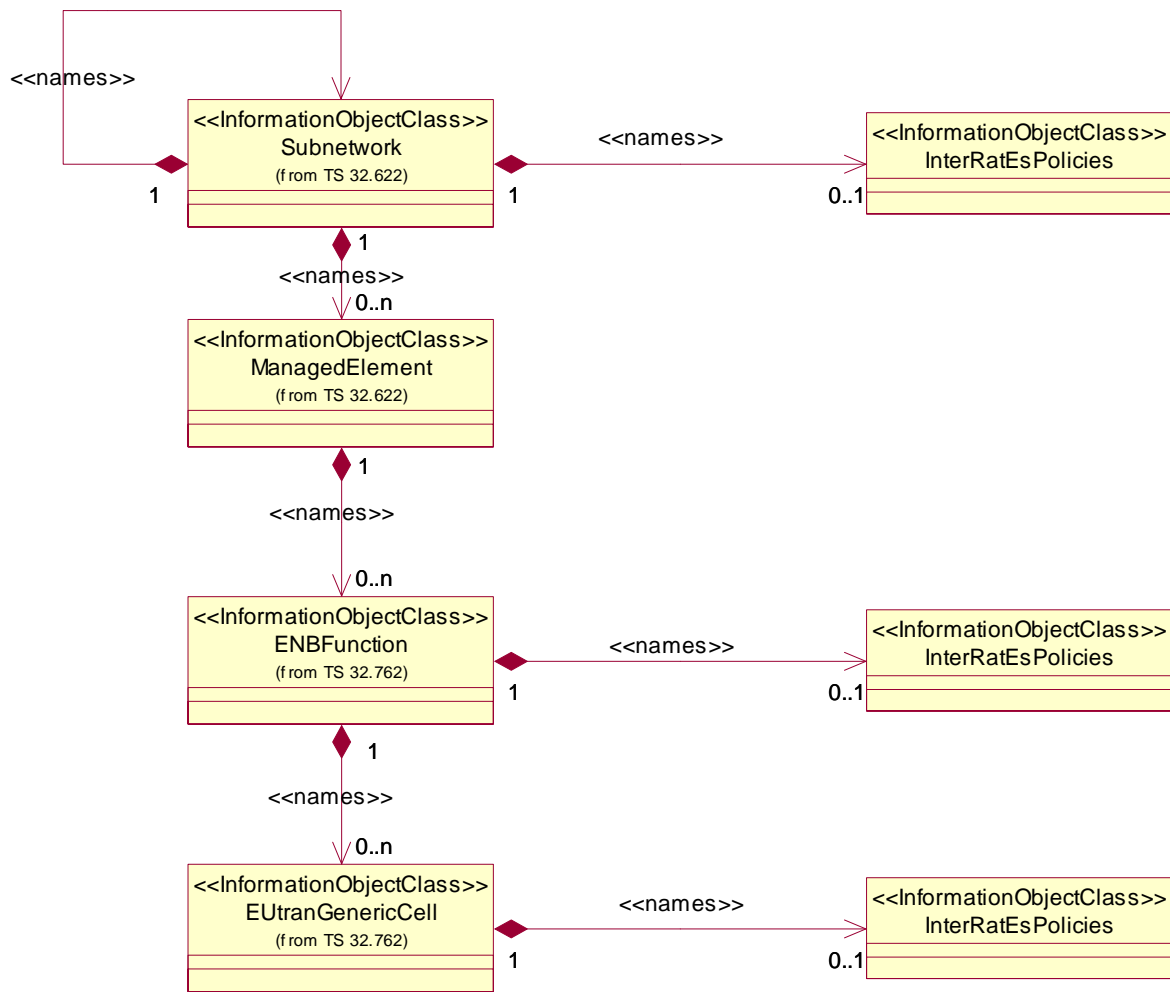 <<names>>
<<InformationObjectClass>>
Subnetwork
(from TS 32.622)
1
1
<<names>>
0..1
<<InformationObjectClass>>
InterRatEsPolicies
1
<<names>>
0..n
<<InformationObjectClass>>
ManagedElement
(from TS 32.622)
1
<<names>>
0..n
<<InformationObjectClass>>
ENBFunction
(from TS 32.762)
1
<<names>>
0..1
<<InformationObjectClass>>
InterRatEsPolicies
1
<<names>>
0..n
<<InformationObjectClass>>
EUtranGenericCell
(from TS 32.762)
1
<<names>>
0..1
<<InformationObjectClass>>
InterRatEsPolicies